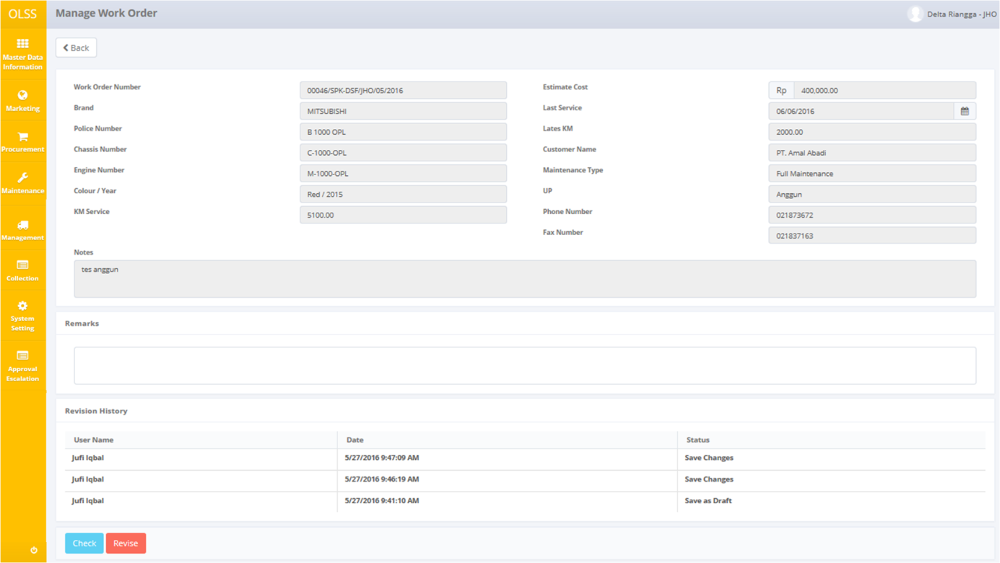 OLSS
Manage Work Order
Delta Riangga - JHO
Master Data
Information
Marketing
Procurement
Maintenance
Management
Collection
System
Setting
Approval
Escalation
Back
Work Order Number
00046/SPK-DSF/JHO/05/2016
Brand
MITSUBISHI
Police Number
B 1000 OPL
Chassis Number
C-1000-OPL
Engine Number
M-1000-OPL
Colour / Year
Red / 2015
KM Service
5100.00
Estimate Cost
Rp 400,000.00
Last Service
06/06/2016
Lates KM
2000.00
Customer Name
PT. Amal Abadi
Maintenance Type
Full Maintenance
UP
Anggun
Phone Number
021873672
Fax Number
021837163
Notes
tes anggun
Remarks
Revision History
User Name Date Status
Jufi Iqbal 5/27/2016 9:47:09 AM Save Changes
Jufi Iqbal 5/27/2016 9:46:19 AM Save Changes
Jufi Iqbal 5/27/2016 9:41:10 AM Save as Draft
Check Revise